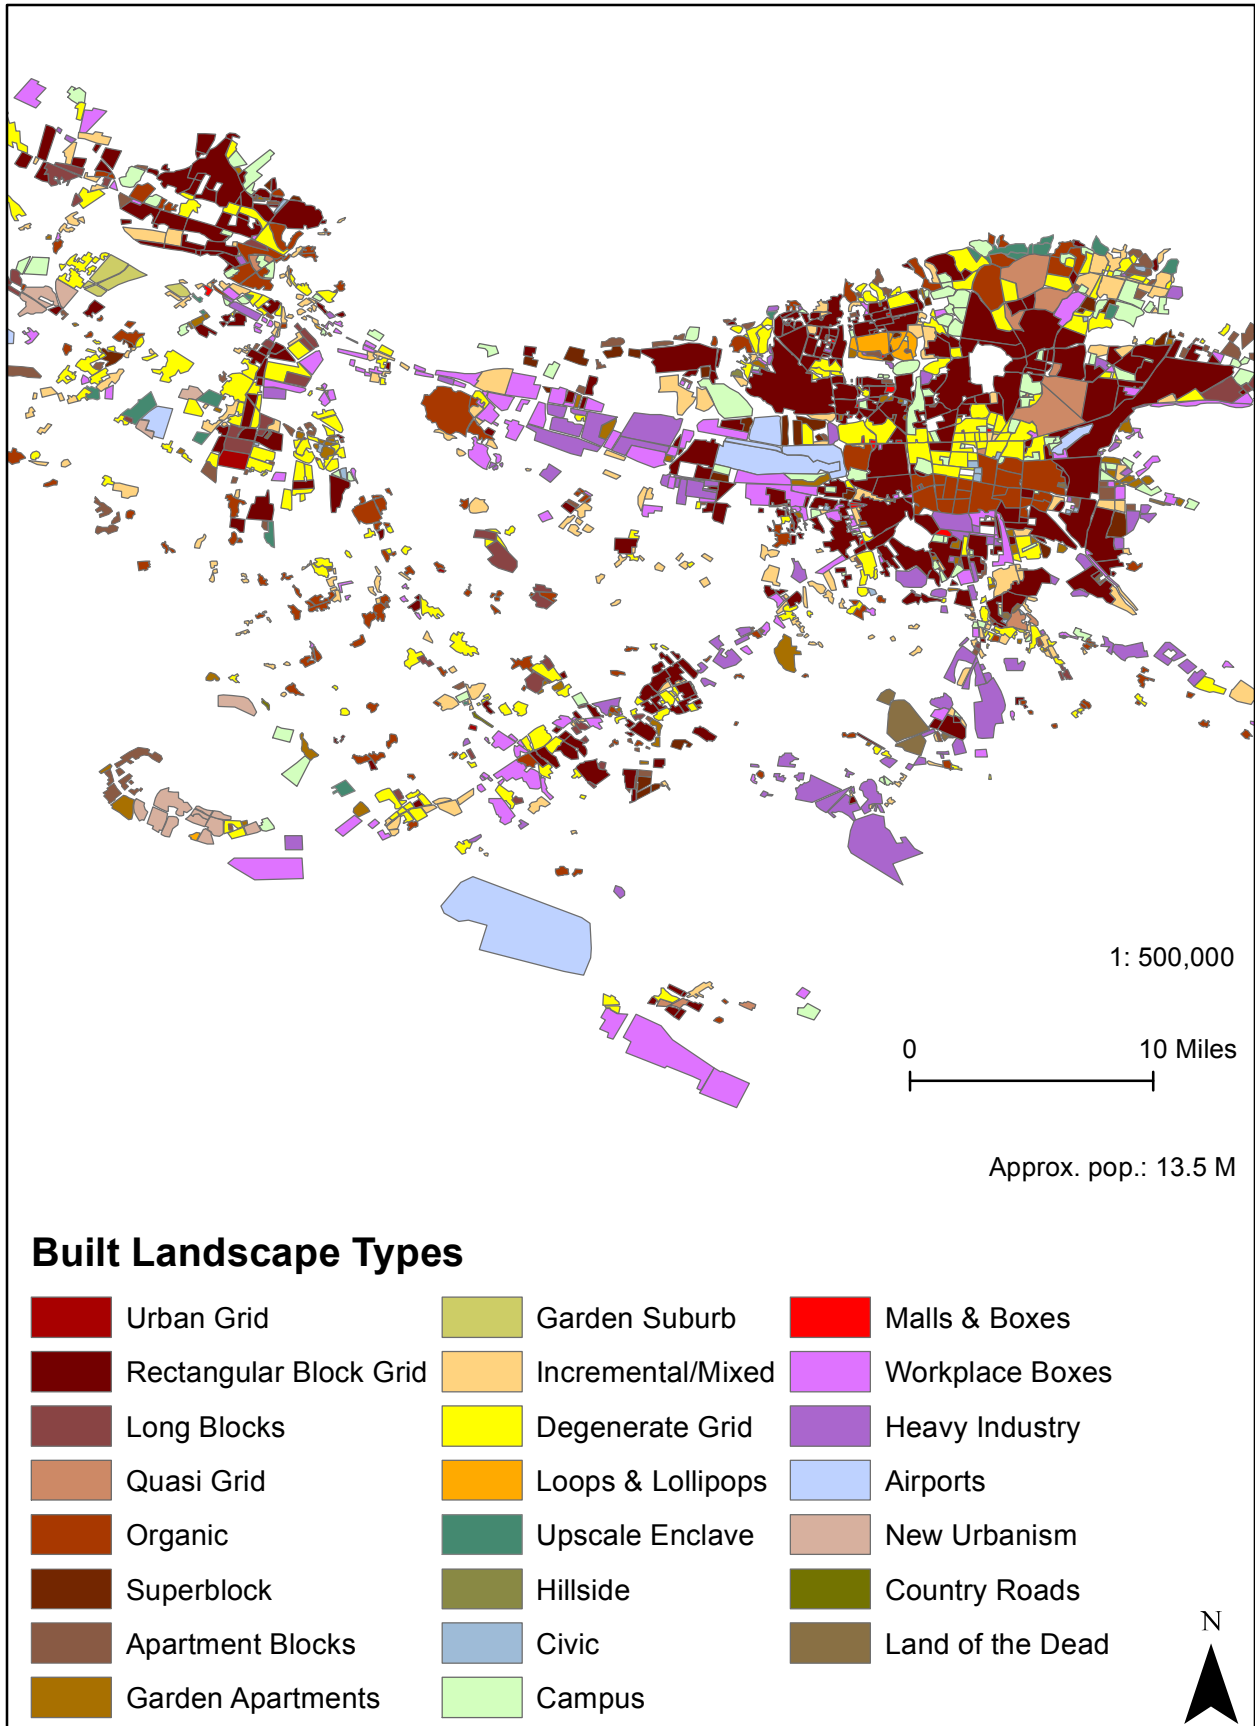 1: 500,000
0 10 Miles
Approx. pop.: 13.5 M
Built Landscape Types
Urban Grid
Rectangular Block Grid
Long Blocks
Quasi Grid
Organic
Superblock
Apartment Blocks
Garden Apartments
Garden Suburb
Incremental/Mixed
Degenerate Grid
Loops & Lollipops
Upscale Enclave
Hillside
Civic
Campus
Malls & Boxes
Workplace Boxes
Heavy Industry
Airports
New Urbanism
Country Roads
Land of the Dead
N